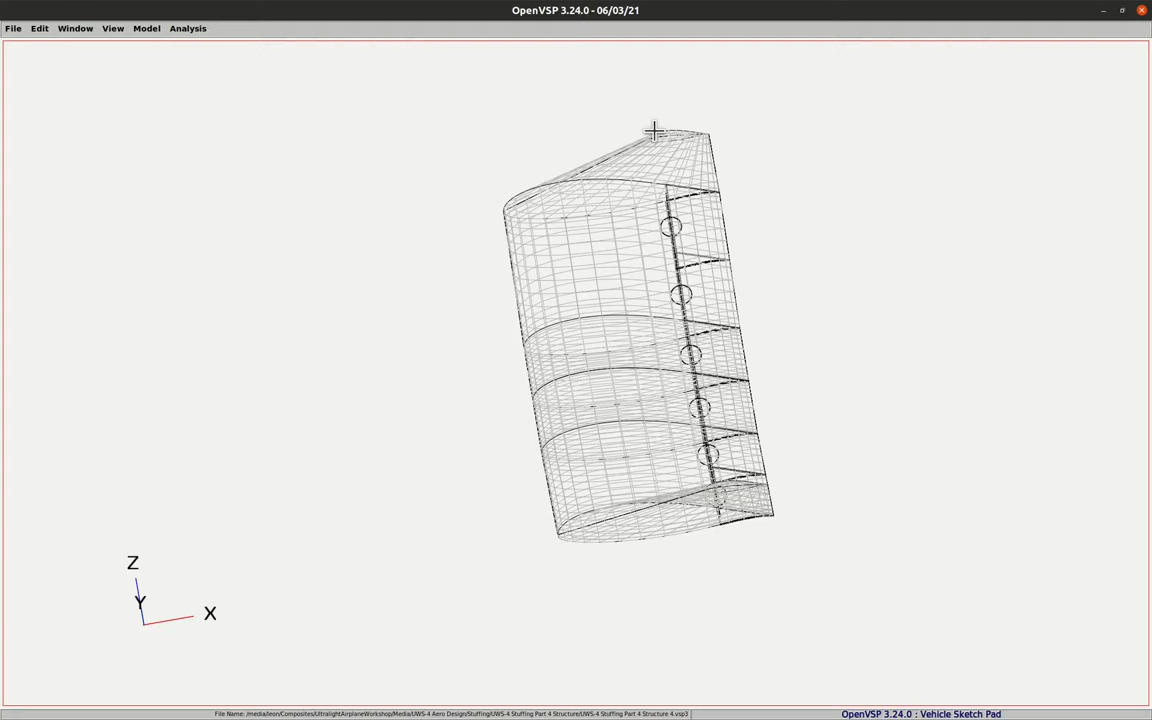 OpenVSP 3.24.0 - 06/03/21
File Edit Window View Model Analysis
Z
Y
X
File Name: /media/leon/Composites/UltralightAirplaneWorkshop/Media/UWS-4 Aero Design/Stuffing/UWS-4 Stuffing Part 4 Structure/UWS-4 Stuffing Part 4 Structure 4.vsp3
OpenVSP 3.24.0 : Vehicle Sketch Pad